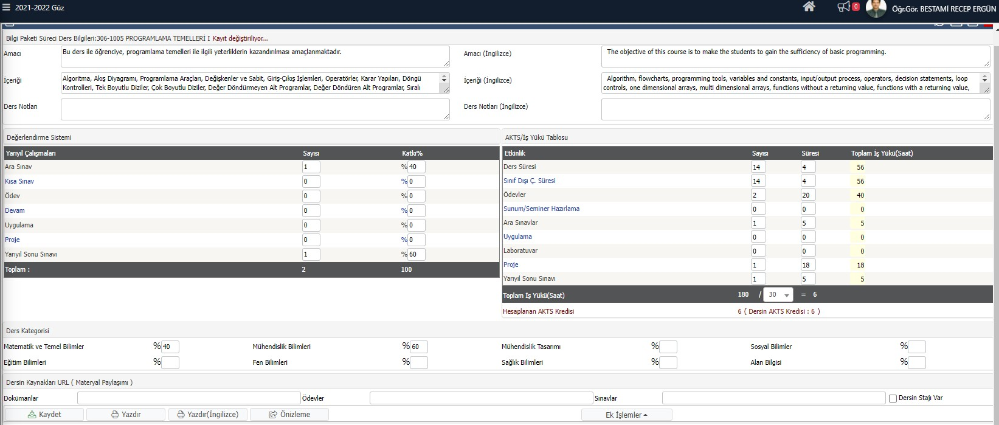 2021-2022 Güz
0
Öğr.Gör. BESTAMİ RECEP ERGÜN
Bilgi Paketi Süreci Ders Bilgileri:306-1005 PROGRAMLAMA TEMELLERİ I Kayıt değiştiriliyor...
Amacı
Bu ders ile öğrenciye, programlama temelleri ile ilgili yeterliklerin kazandırılması amaçlanmaktadır.
Amacı (İngilizce)
The objective of this course is to make the students to gain the sufficiency of basic programming.
İçeriği
Algoritma, Akış Diyagramı, Programlama Araçları, Değişkenler ve Sabit, Giriş-Çıkış İşlemleri, Operatörler, Karar Yapıları, Döngü
Kontrolleri, Tek Boyutlu Diziler, Çok Boyutlu Diziler, Değer Döndürmeyen Alt Programlar, Değer Döndüren Alt Programlar, Sıralı
İçeriği (İngilizce)
Algorithm, flowcharts, programming tools, variables and constants, input/output process, operators, decision statements, loop
controls, one dimensional arrays, multi dimensional arrays, functions without a returning value, functions with a returning value,
Ders Notları
Ders Notları (İngilizce)
Değerlendirme Sistemi
Yarıyıl Çalışmaları Sayısı Katkı%
Ara Sınav 1 %40
Kısa Sınav 0 %0
Ödev 0 %0
Devam 0 %0
Uygulama 0 %0
Proje 0 %0
Yarıyıl Sonu Sınavı 1 %60
Toplam : 2 100
AKTS/İş Yükü Tablosu
Etkinlik Sayısı Süresi Toplam İş Yükü(Saat)
Ders Süresi 14 4 56
Sınıf Dışı Ç. Süresi 14 4 56
Ödevler 2 20 40
Sunum/Seminer Hazırlama 0 0 0
Ara Sınavlar 1 5 5
Uygulama 0 0 0
Laboratuvar 0 0 0
Proje 1 18 18
Yarıyıl Sonu Sınavı 1 5 5
Toplam İş Yükü(Saat) 180 / 30 = 6
Hesaplanan AKTS Kredisi 6 ( Dersin AKTS Kredisi : 6 )
Ders Kategorisi
Matematik ve Temel Bilimler %40 Mühendislik Bilimleri %60 Mühendislik Tasarımı % Sosyal Bilimler %
Eğitim Bilimleri % Fen Bilimleri % Sağlık Bilimleri % Alan Bilgisi %
Dersin Kaynakları URL ( Materyal Paylaşımı )
Dokümanlar Ödevler Sınavlar Dersin Stajı Var
Kaydet Yazdır Yazdır(İngilizce) Önizleme Ek İşlemler